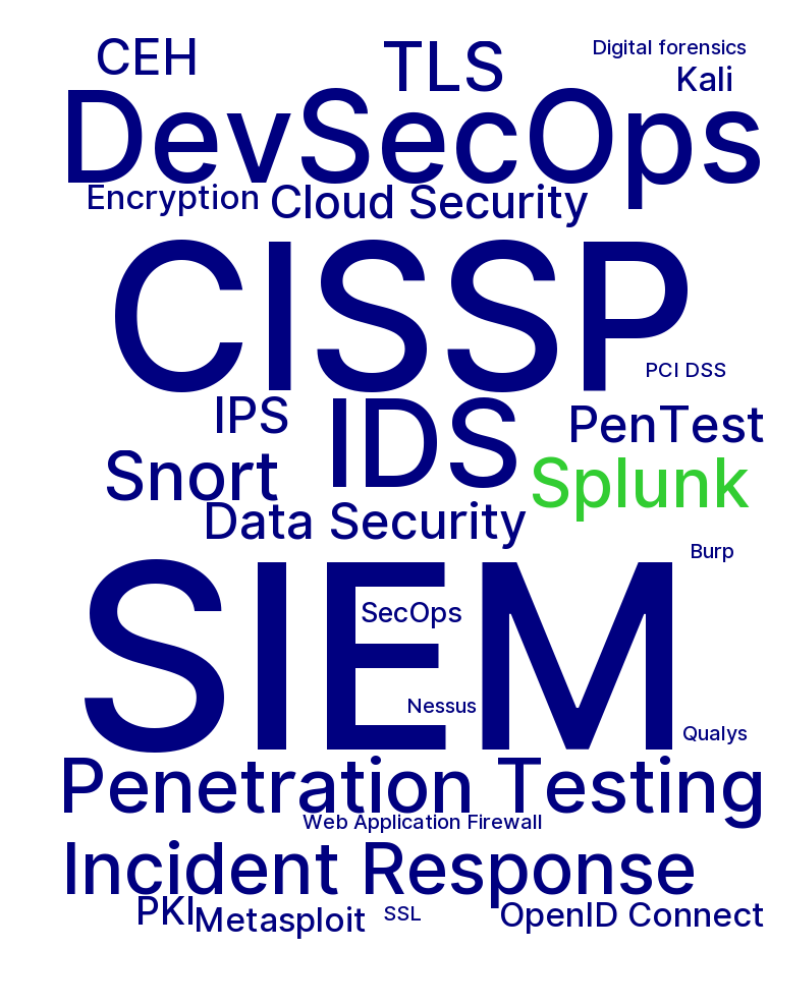 CEH
TLS
Digital forensics
Kali
DevSecOps
Encryption
Cloud Security
CISSP
PCI DSS
IPS
IDS
PenTest
Snort
Splunk
Data Security
Burp
SIEM
SecOps
Nessus
Qualys
Penetration Testing
Web Application Firewall
Incident Response
PKI
Metasploit
SSL
OpenID Connect